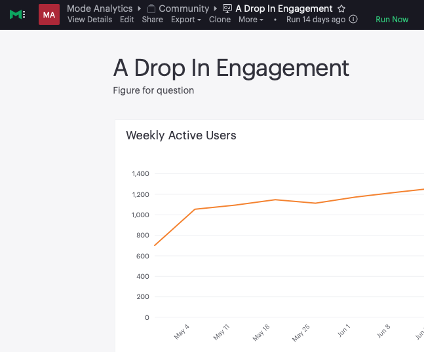 MA
Mode Analytics > Community > A Drop In Engagement
View Details Edit Share Export Clone More • Run 14 days ago Run Now
A Drop In Engagement
Figure for question
Weekly Active Users
1,400
1,200
1,000
800
600
400
200
0
May 4 May 11 May 18 May 25 Jun 1 Jun 8